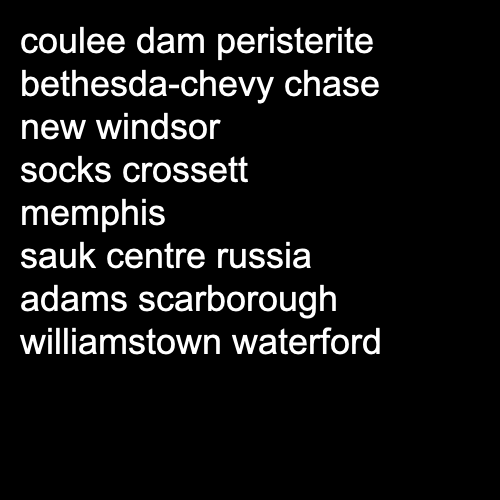 coulee dam peristerite
bethesda-chevy chase
new windsor
socks crossett
memphis
sauk centre russia
adams scarborough
williamstown waterford